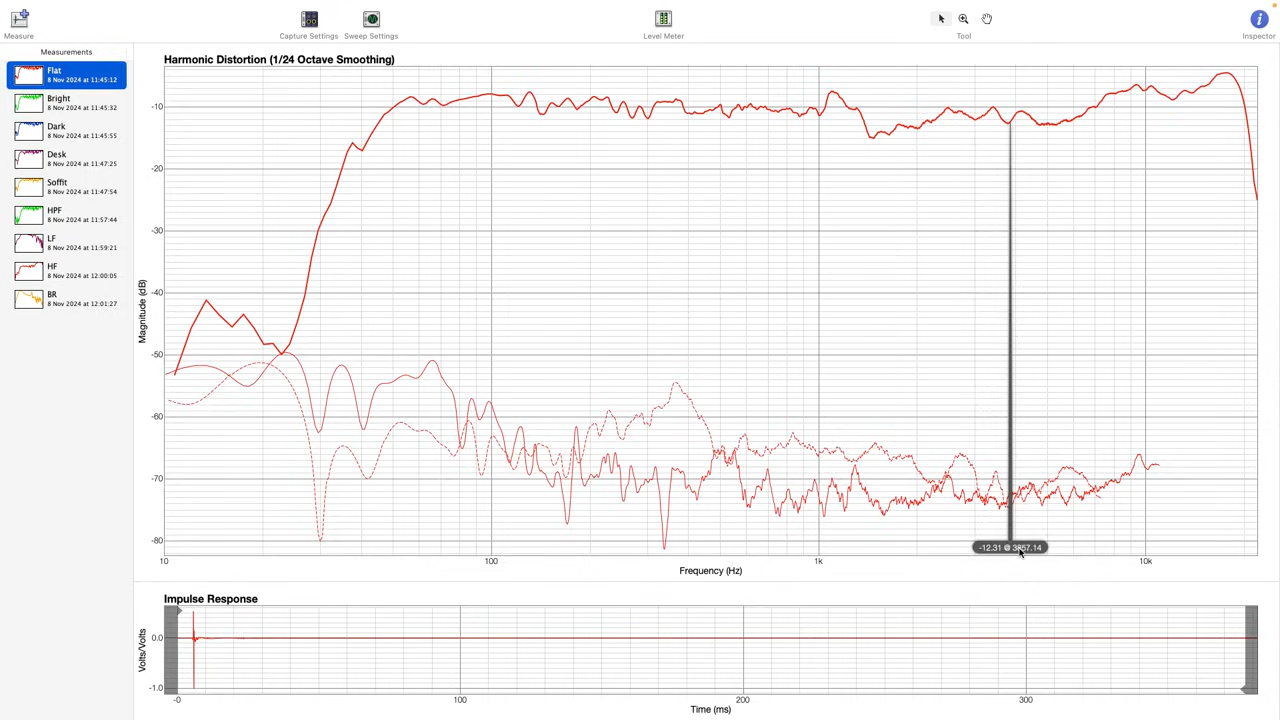 Measure
Capture Settings
Sweep Settings
Level Meter
Tool
Inspector
Measurements
Flat
8 Nov 2024 at 11:45:12
Bright
8 Nov 2024 at 11:45:32
Dark
8 Nov 2024 at 11:45:55
Desk
8 Nov 2024 at 11:47:25
Soffit
8 Nov 2024 at 11:47:54
HPF
8 Nov 2024 at 11:57:44
LF
8 Nov 2024 at 11:59:21
HF
8 Nov 2024 at 12:00:05
BR
8 Nov 2024 at 12:01:27
Harmonic Distortion (1/24 Octave Smoothing)
Magnitude (dB)
-10
-20
-30
-40
-50
-60
-70
-80
-12.31 @ 3857.14
10
100
1k
10k
Frequency (Hz)
Impulse Response
Volts/Volts
0.0
-1.0
-0
100
200
300
Time (ms)